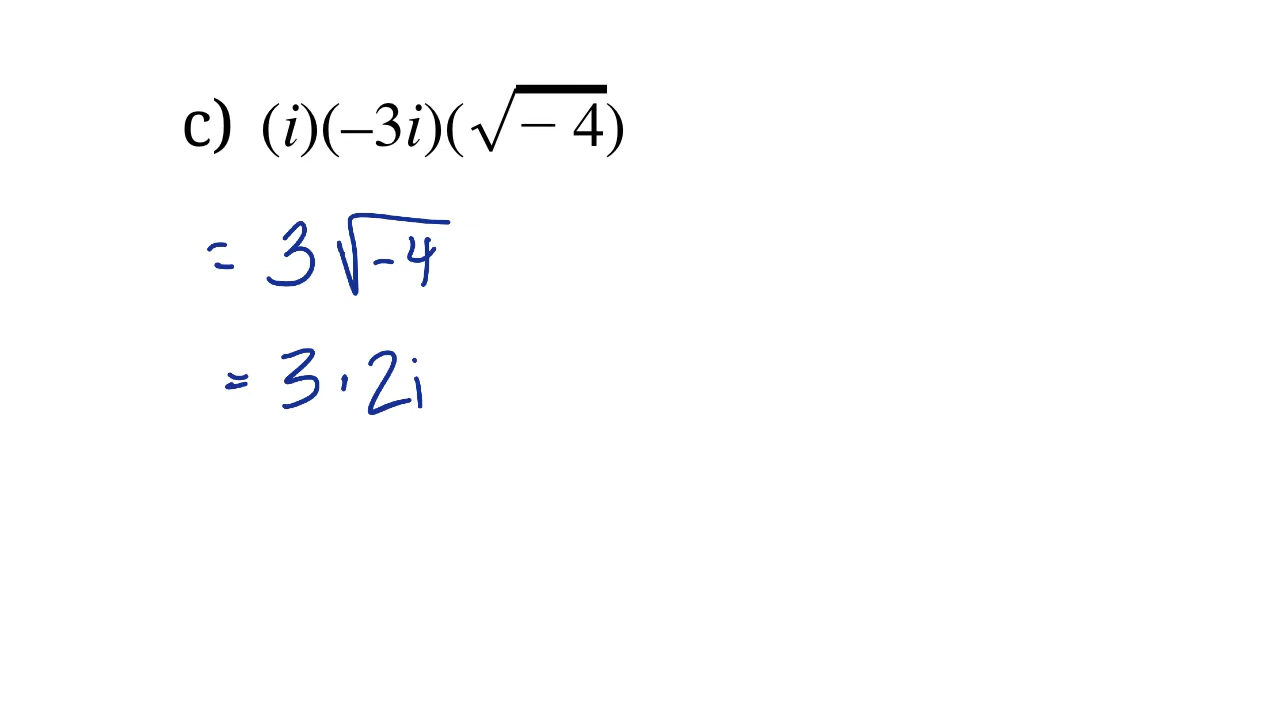 c) (i)(–3i)(√− 4)
= 3 √-4
= 3 · 2i